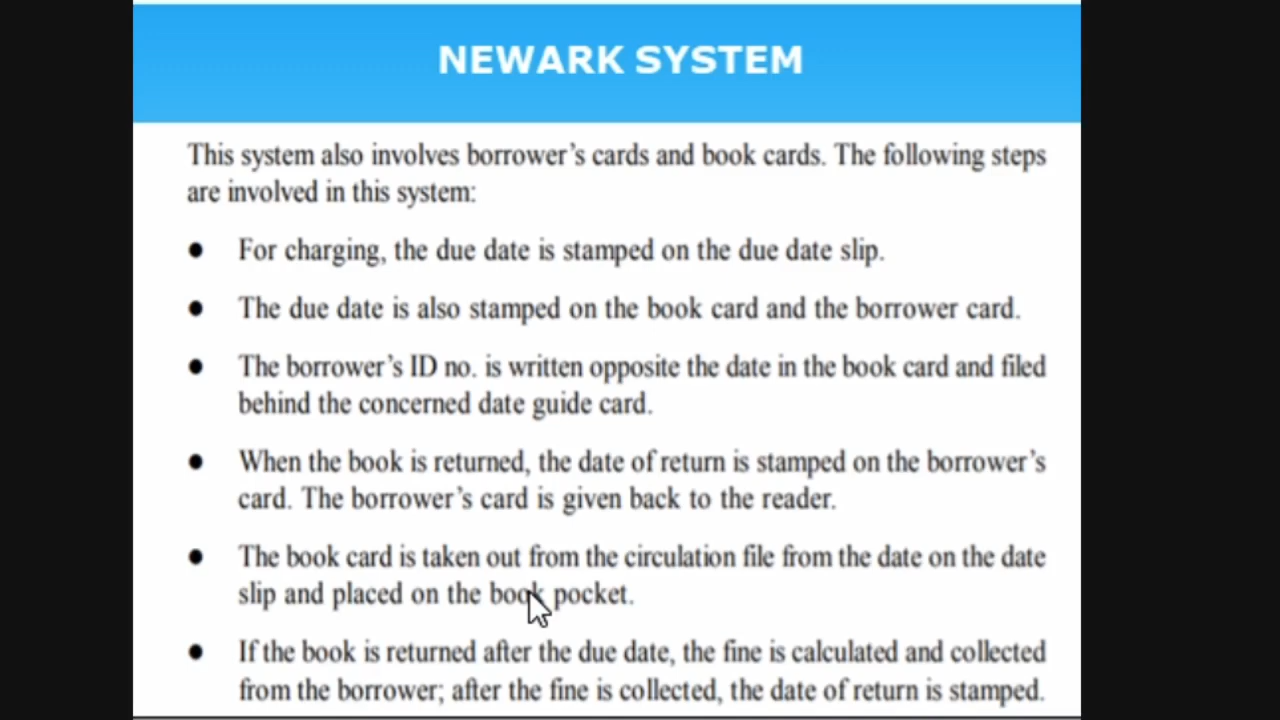 NEWARK SYSTEM
This system also involves borrower's cards and book cards. The following steps
are involved in this system:
● For charging, the due date is stamped on the due date slip.
● The due date is also stamped on the book card and the borrower card.
● The borrower's ID no. is written opposite the date in the book card and filed
behind the concerned date guide card.
● When the book is returned, the date of return is stamped on the borrower's
card. The borrower's card is given back to the reader.
● The book card is taken out from the circulation file from the date on the date
slip and placed on the book pocket.
● If the book is returned after the due date, the fine is calculated and collected
from the borrower; after the fine is collected, the date of return is stamped.